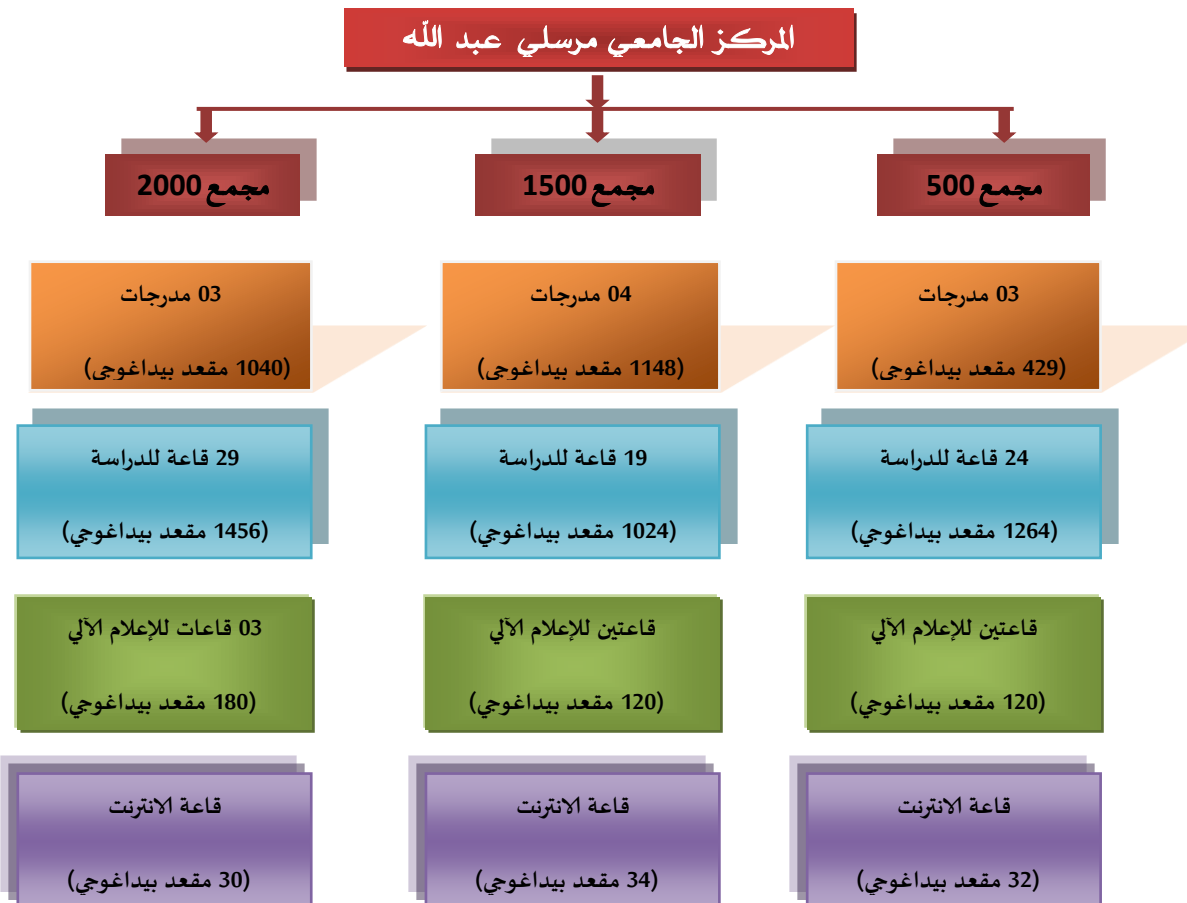 المركز الجامعي مرسلي عبد الله
مجمع 500
مجمع 1500
مجمع 2000
03 مدرجات
(429 مقعد بيداغوجي)
04 مدرجات
(1148 مقعد بيداغوجي)
03 مدرجات
(1040 مقعد بيداغوجي)
24 قاعة للدراسة
(1264 مقعد بيداغوجي)
19 قاعة للدراسة
(1024 مقعد بيداغوجي)
29 قاعة للدراسة
(1456 مقعد بيداغوجي)
قاعتين للإعلام الآلي
(120 مقعد بيداغوجي)
قاعتين للإعلام الآلي
(120 مقعد بيداغوجي)
03 قاعات للإعلام الآلي
(180 مقعد بيداغوجي)
قاعة الانترنت
(32 مقعد بيداغوجي)
قاعة الانترنت
(34 مقعد بيداغوجي)
قاعة الانترنت
(30 مقعد بيداغوجي)